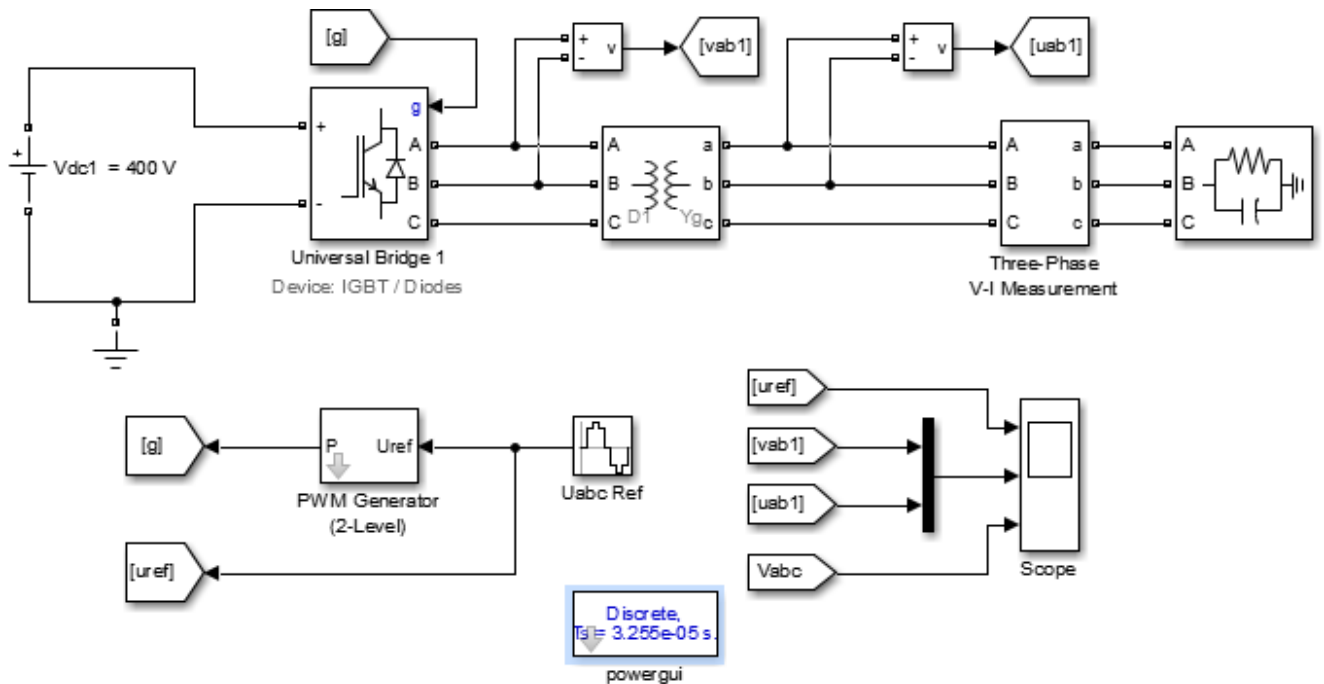 [g]
+
-
v
[vab1]
+
-
v
[uab1]
+
Vdc1 = 400 V
+
-
g
A
B
C
Universal Bridge 1
Device: IGBT / Diodes
A
B
C
D1
Yg
a
b
c
A
B
C
a
b
c
Three-Phase
V-I Measurement
A
B
C
[g]
P
Uref
PWM Generator
(2-Level)
Uabc Ref
[uref]
[uref]
[vab1]
[uab1]
Vabc
Scope
Discrete,
Ts = 3.255e-05 s.
powergui